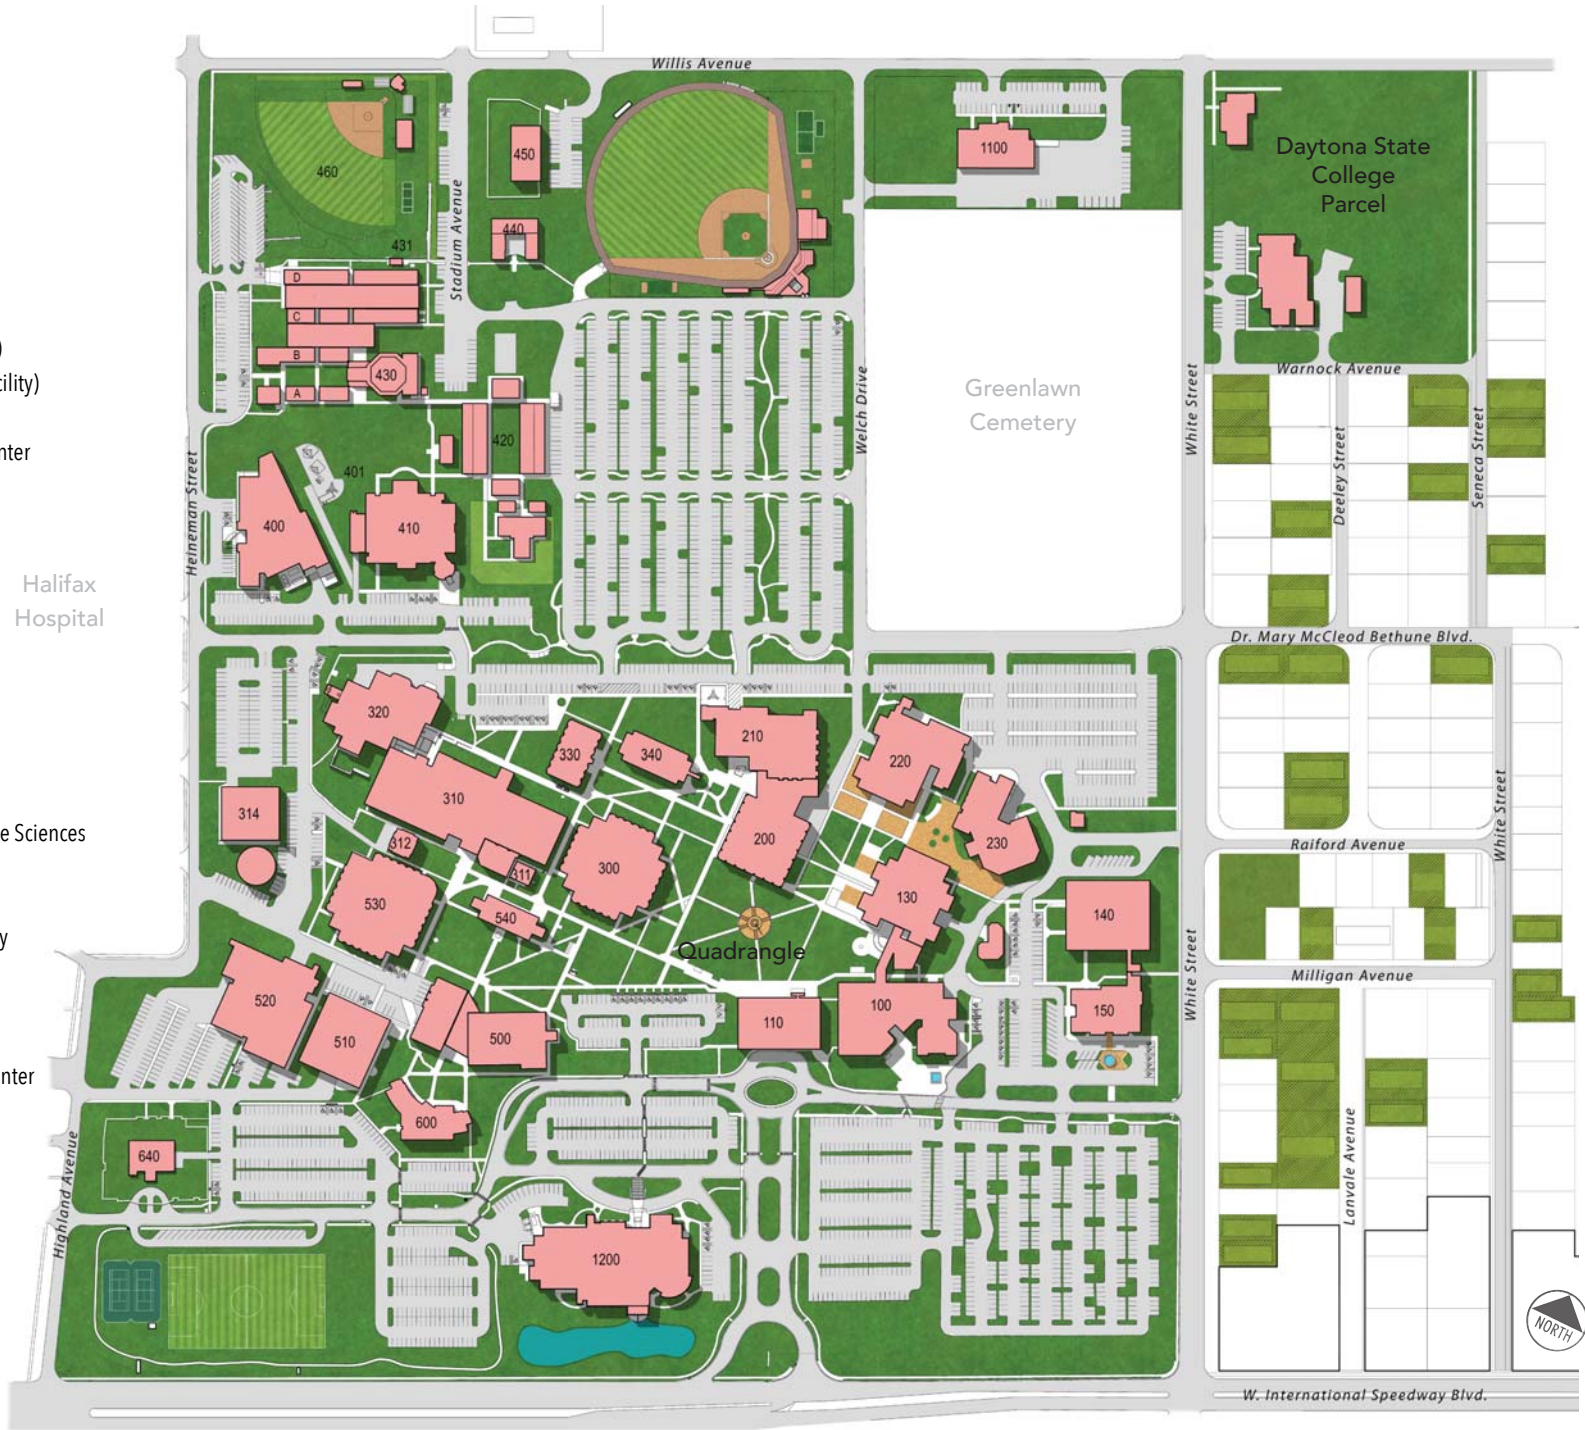 Willis Avenue
460
450
1100
Daytona State
College
Parcel
440
431
Stadium Avenue
D
C
B
A
430
)
cility)
nter
Warnock Avenue
Greenlawn
Cemetery
Welch Drive
White Street
Deeley Street
Seneca Street
420
401
Heineman Street
400
410
Halifax
Hospital
Dr. Mary McCleod Bethune Blvd.
320
330
340
210
220
310
314
312
311
300
200
230
White Street
Raiford Avenue
e Sciences
530
540
130
140
Quadrangle
y
Milligan Avenue
White Street
520
510
500
110
100
150
nter
600
640
Highland Avenue
Lanvale Avenue
1200
NORTH
W. International Speedway Blvd.